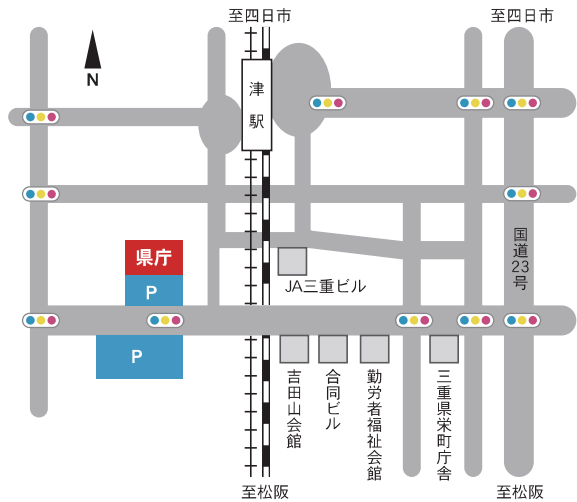 至四日市
至四日市
N
津駅
国道23号
県庁
P
JA三重ビル
P
吉田山会館
合同ビル
勤労者福祉会館
三重県栄町庁舎
至松阪
至松阪